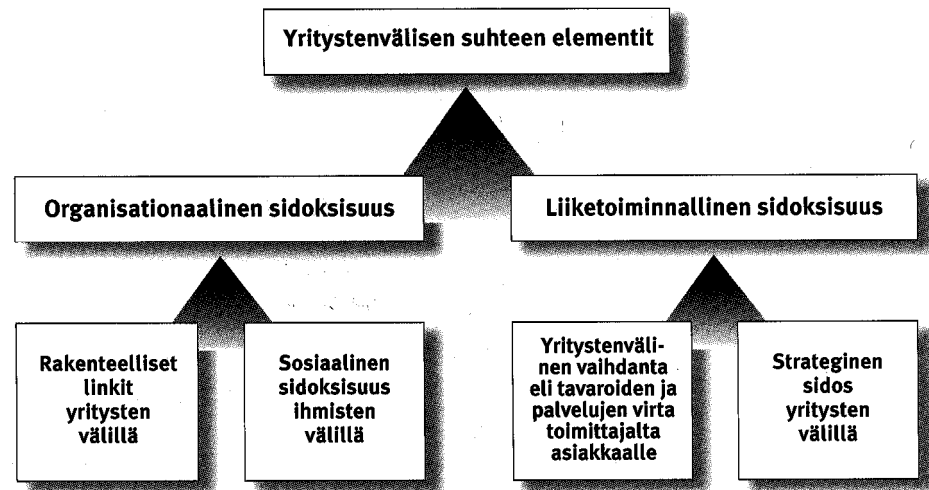 Yritystenvälisen suhteen elementit
Organisationaalinen sidoksisuus
Liiketoiminnallinen sidoksisuus
Rakenteelliset
linkit
yritysten
välillä
Sosiaalinen
sidoksisuus
ihmisten
välillä
Yritystenväli-
nen vaihdanta
eli tavaroiden ja
palvelujen virta
toimittajalta
asiakkaalle
Strateginen
sidos
yritysten
välillä